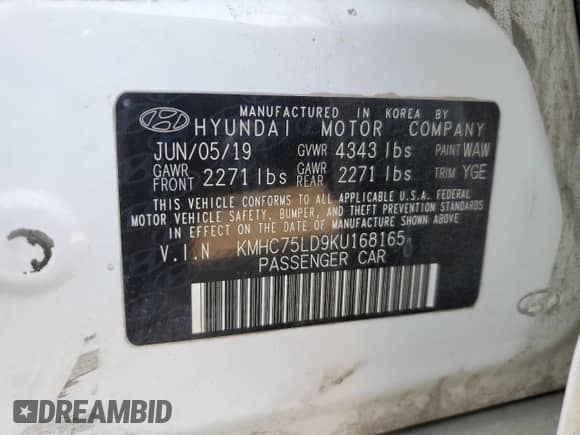 MANUFACTURED IN KOREA BY
HYUNDAI MOTOR COMPANY
JUN/05/19 GVWR 4343 lbs PAINT WAW
GAWR FRONT 2271 lbs GAWR REAR 2271 lbs TRIM YGE
THIS VEHICLE CONFORMS TO ALL APPLICABLE U.S.A. FEDERAL
MOTOR VEHICLE SAFETY, BUMPER, AND THEFT PREVENTION STANDARDS
IN EFFECT ON THE DATE OF MANUFACTURE SHOWN ABOVE.
V.I.N KMHC75LD9KU168165
PASSENGER CAR
DREAMBID